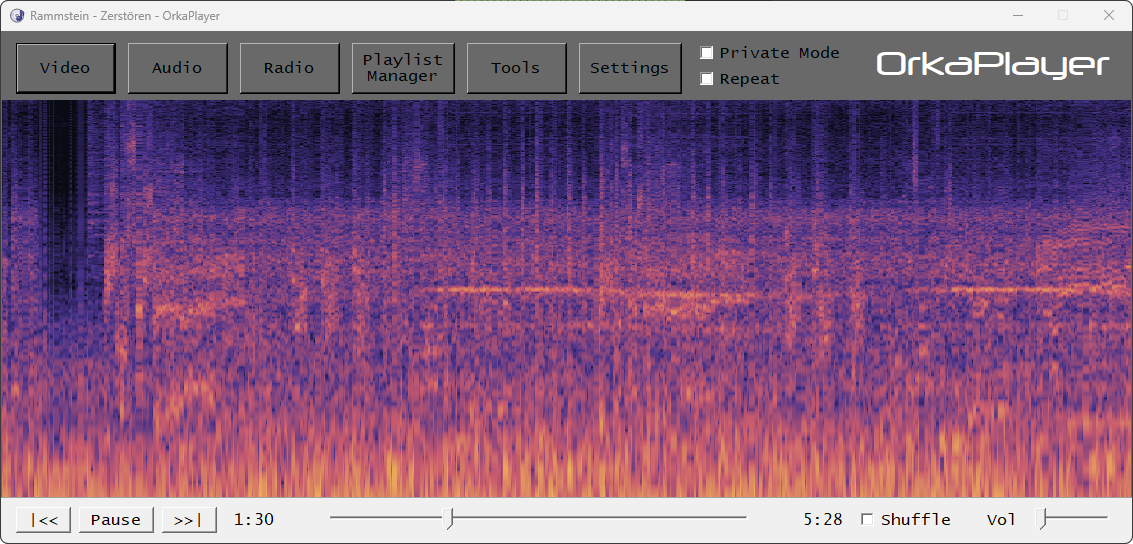 Rammstein - Zerstören - OrkaPlayer
Video
Audio
Radio
Playlist
Manager
Tools
Settings
Private Mode
Repeat
OrkaPlayer
|<<
Pause
>>|
1:30
5:28
Shuffle
Vol